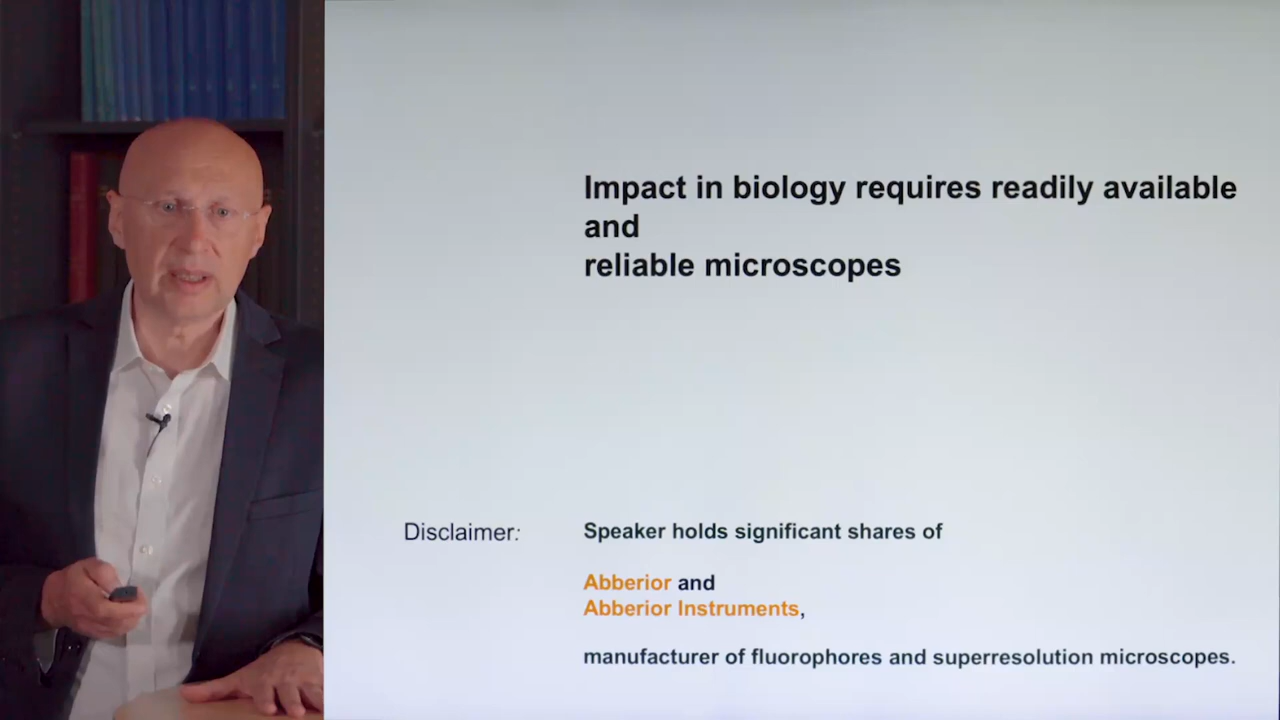 Impact in biology requires readily available
and
reliable microscopes
Disclaimer:
Speaker holds significant shares of
Abberior and
Abberior Instruments,
manufacturer of fluorophores and superresolution microscopes.